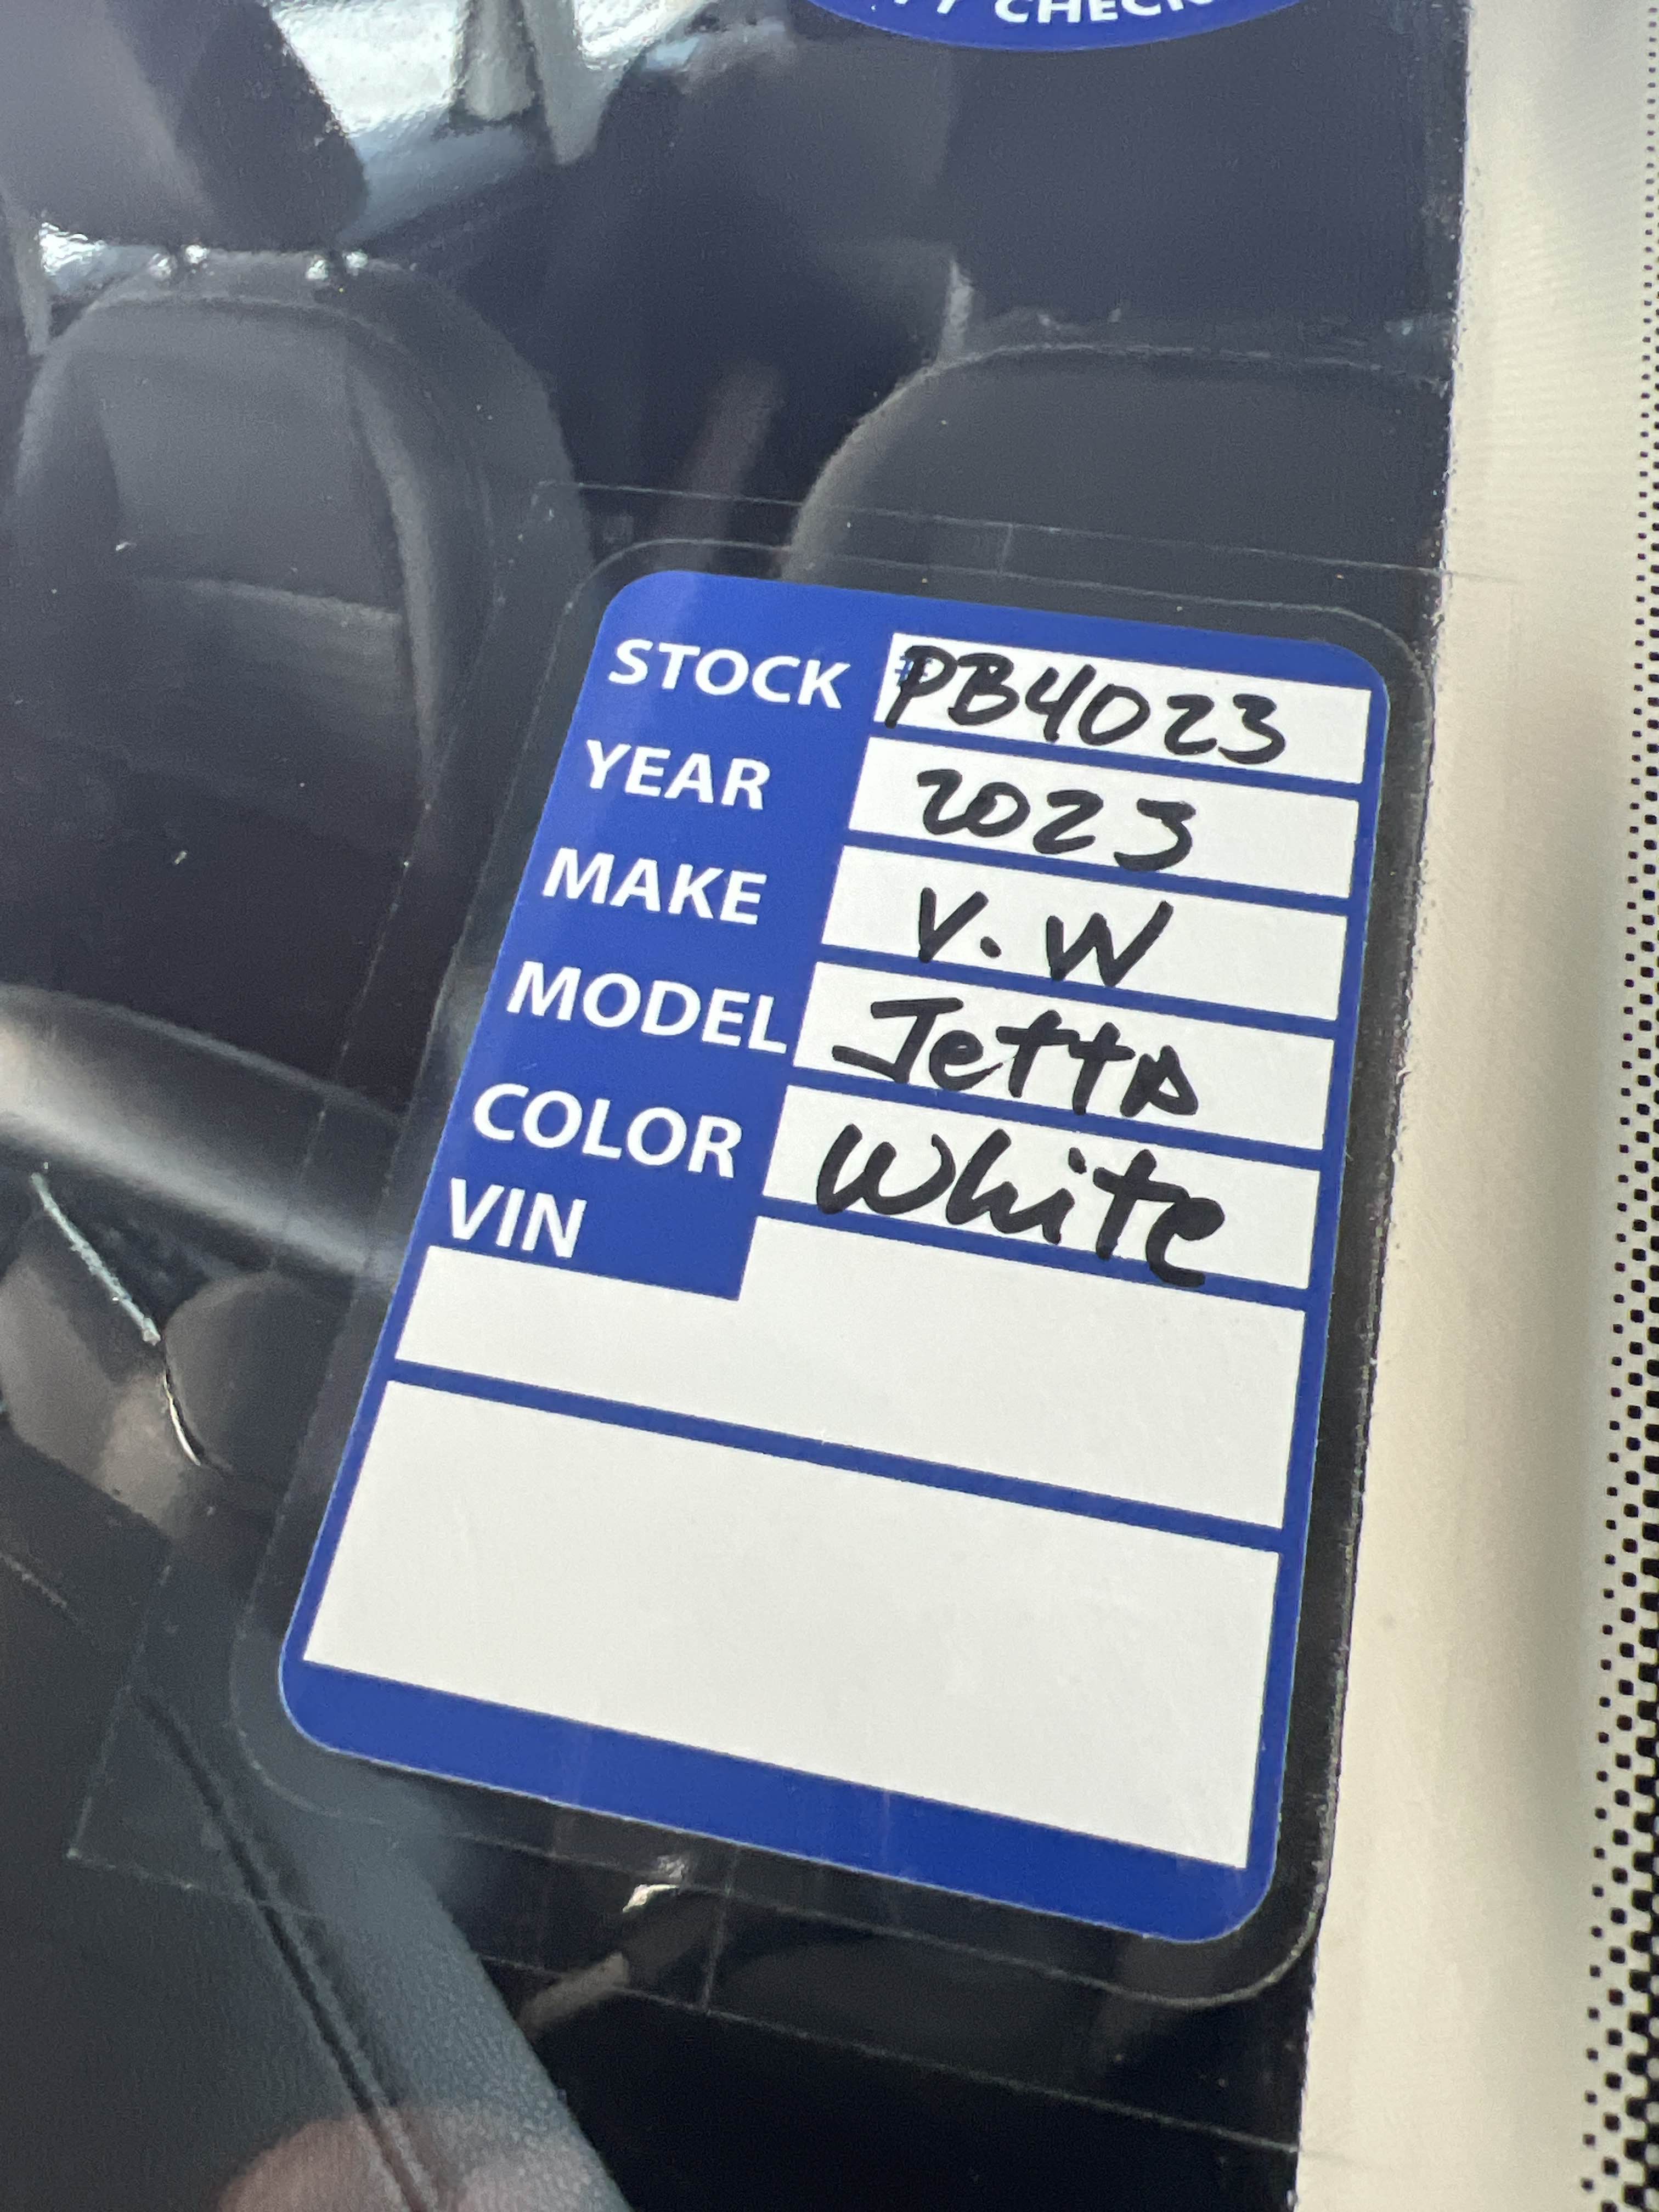 CHECK
STOCK #PB4023
YEAR 2023
MAKE V.W
MODEL Jetta
COLOR White
VIN